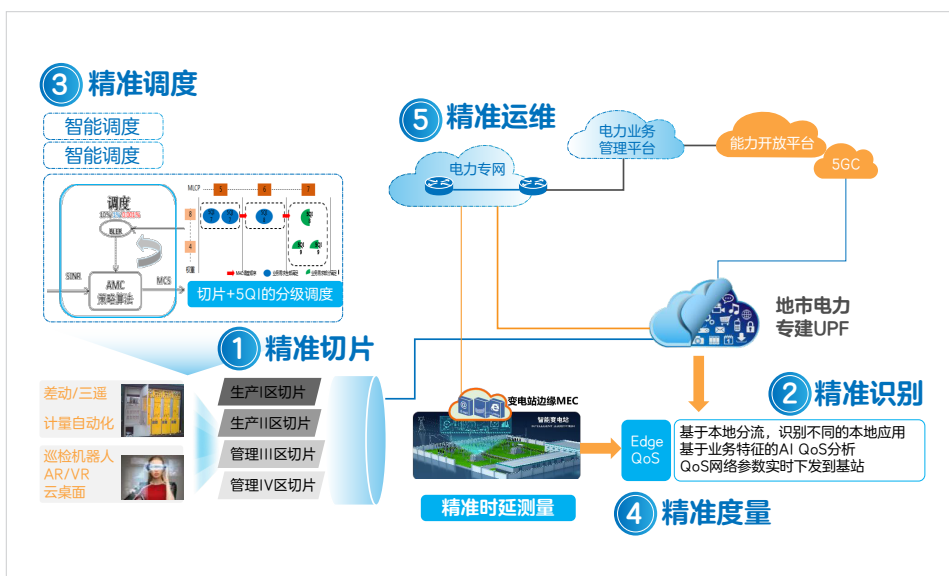 3 精准调度
智能调度
智能调度
调度
BLER
SINR
AMC
策略算法
MCS
MLCP
5
6
7
8
4
切片+5QI的分级调度
1 精准切片
差动/三遥
计量自动化
巡检机器人
AR/VR
云桌面
生产I区切片
生产II区切片
管理III区切片
管理IV区切片
5 精准运维
电力专网
电力业务
管理平台
能力开放平台
5GC
地市电力
专建UPF
变电站边缘MEC
智能变电站
精准时延测量
2 精准识别
Edge
QoS
基于本地分流，识别不同的本地应用
基于业务特征的AI QoS分析
QoS网络参数实时下发到基站
4 精准度量